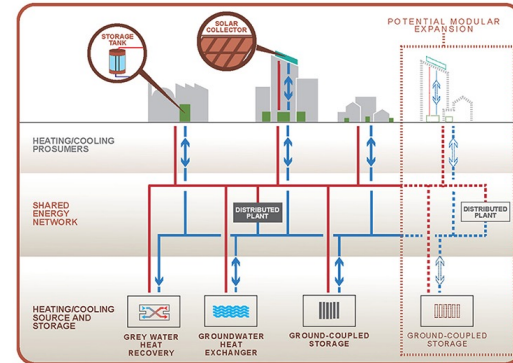 POTENTIAL MODULAR
EXPANSION
STORAGE
TANK
SOLAR
COLLECTOR
HEATING/COOLING
PROSUMERS
SHARED
ENERGY
NETWORK
DISTRIBUTED
PLANT
DISTRIBUTED
PLANT
HEATING/COOLING
SOURCE AND
STORAGE
GREY WATER
HEAT
RECOVERY
GROUNDWATER
HEAT
EXCHANGER
GROUND-COUPLED
STORAGE
GROUND-COUPLED
STORAGE